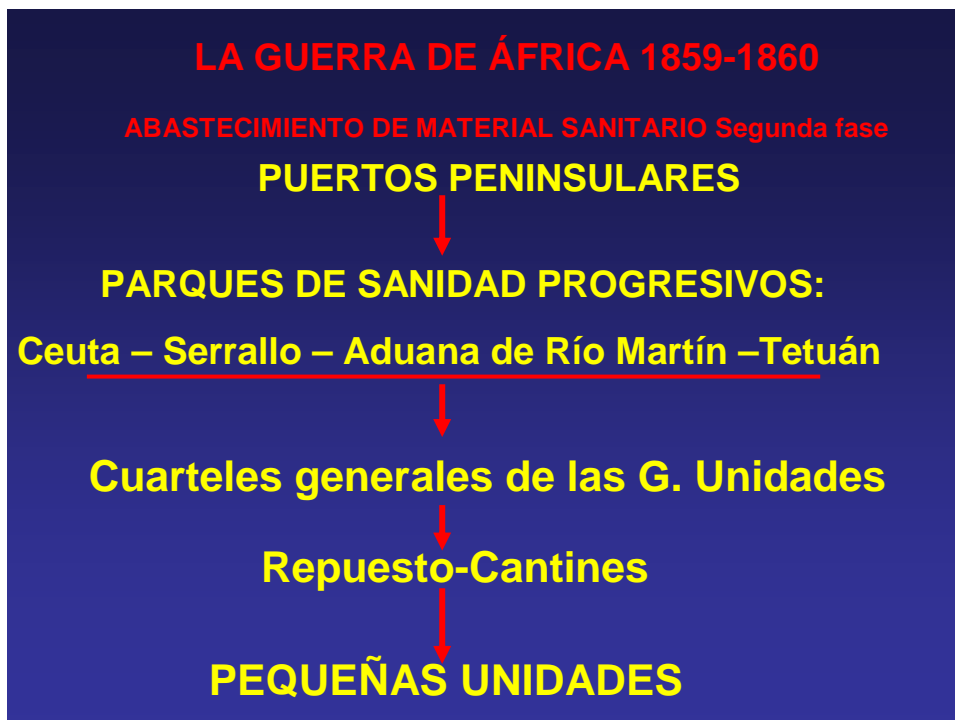 LA GUERRA DE ÁFRICA 1859-1860
ABASTECIMIENTO DE MATERIAL SANITARIO Segunda fase
PUERTOS PENINSULARES
PARQUES DE SANIDAD PROGRESIVOS:
Ceuta – Serrallo – Aduana de Río Martín –Tetuán
Cuarteles generales de las G. Unidades
Repuesto-Cantines
PEQUEÑAS UNIDADES